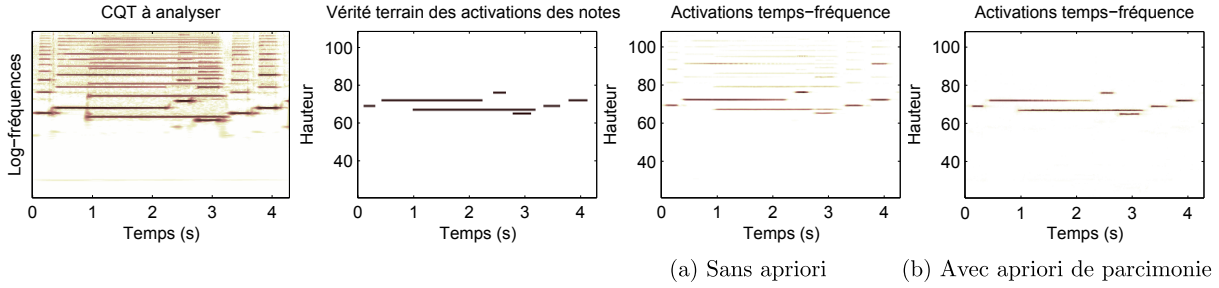 CQT à analyser
Log−fréquences
0 1 2 3 4
Temps (s)
Vérité terrain des activations des notes
Hauteur
100
80
60
40
0 1 2 3 4
Temps (s)
Activations temps−fréquence
Hauteur
100
80
60
40
0 1 2 3 4
Temps (s)
(a) Sans apriori
Activations temps−fréquence
Hauteur
100
80
60
40
0 1 2 3 4
Temps (s)
(b) Avec apriori de parcimonie